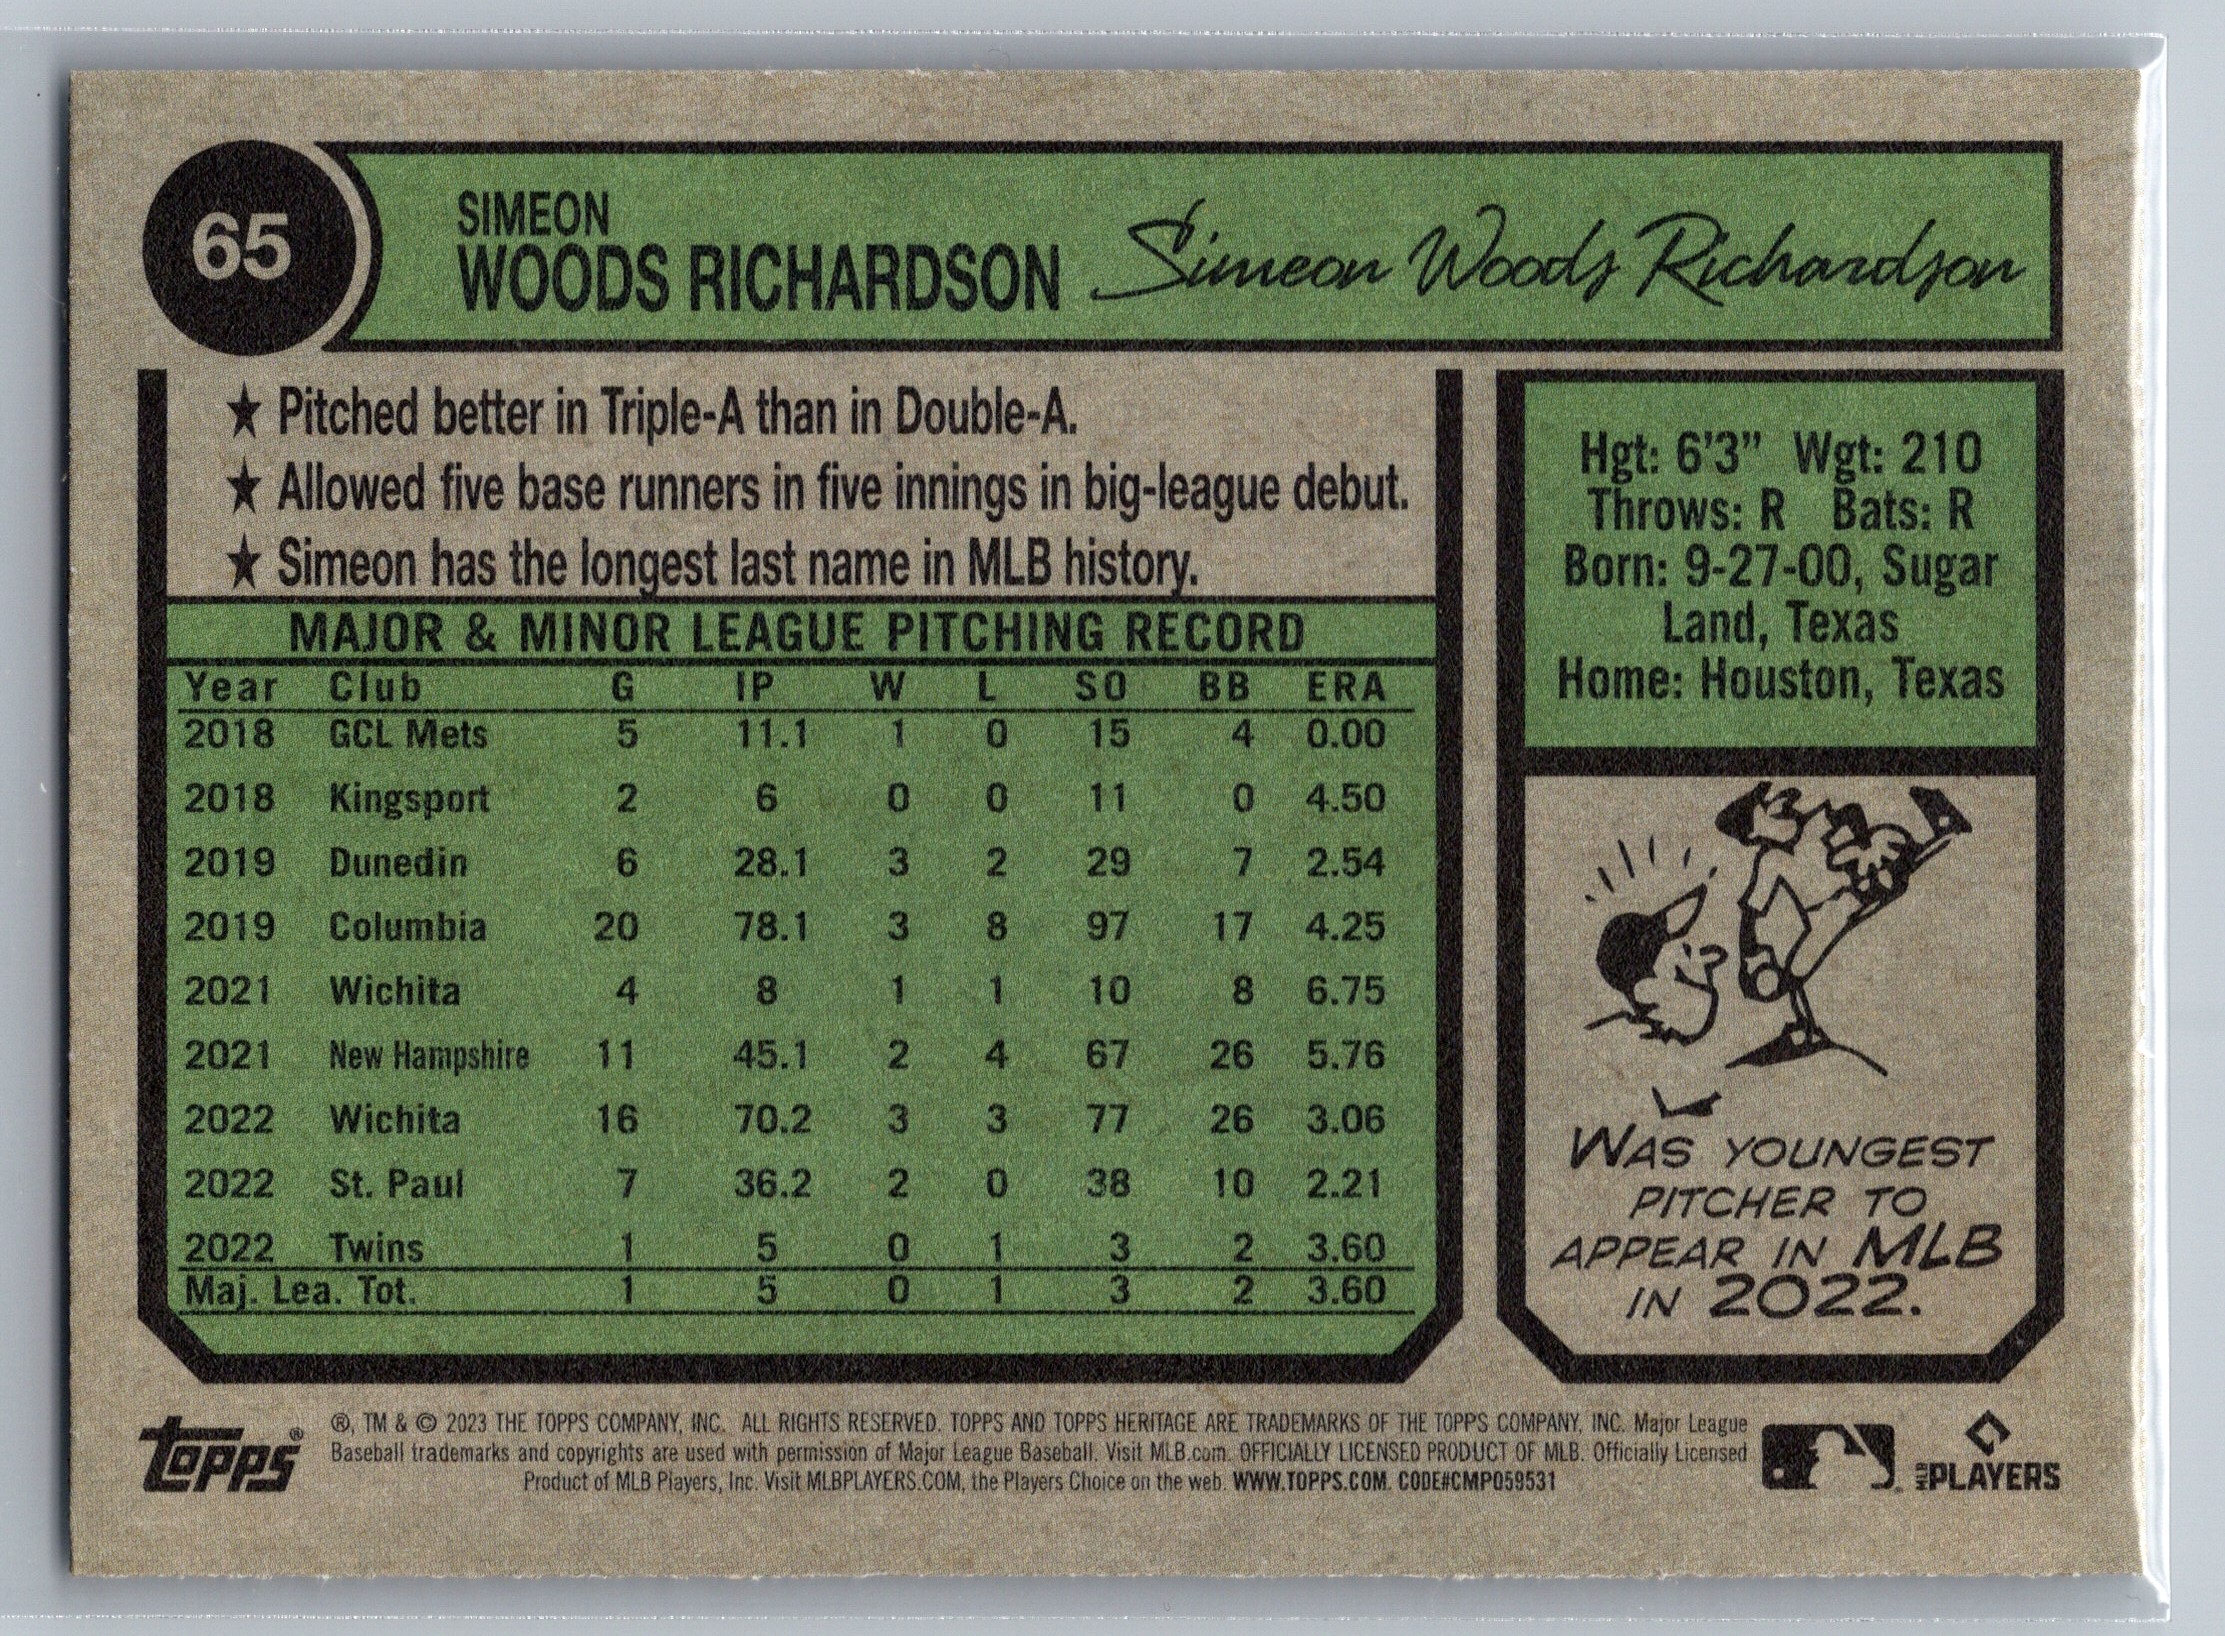 65
SIMEON
WOODS RICHARDSON
Simeon Woods Richardson
★ Pitched better in Triple-A than in Double-A.
★ Allowed five base runners in five innings in big-league debut.
★ Simeon has the longest last name in MLB history.
MAJOR & MINOR LEAGUE PITCHING RECORD
Year Club G IP W L SO BB ERA
2018 GCL Mets 5 11.1 1 0 15 4 0.00
2018 Kingsport 2 6 0 0 11 0 4.50
2019 Dunedin 6 28.1 3 2 29 7 2.54
2019 Columbia 20 78.1 3 8 97 17 4.25
2021 Wichita 4 8 1 1 10 8 6.75
2021 New Hampshire 11 45.1 2 4 67 26 5.76
2022 Wichita 16 70.2 3 3 77 26 3.06
2022 St. Paul 7 36.2 2 0 38 10 2.21
2022 Twins 1 5 0 1 3 2 3.60
Maj. Lea. Tot. 1 5 0 1 3 2 3.60
Hgt: 6'3” Wgt: 210
Throws: R Bats: R
Born: 9-27-00, Sugar
Land, Texas
Home: Houston, Texas
WAS YOUNGEST
PITCHER TO
APPEAR IN MLB
IN 2022.
topps®
®, TM & © 2023 THE TOPPS COMPANY, INC. ALL RIGHTS RESERVED. TOPPS AND TOPPS HERITAGE ARE TRADEMARKS OF THE TOPPS COMPANY, INC. Major League
Baseball trademarks and copyrights are used with permission of Major League Baseball. Visit MLB.com. OFFICIALLY LICENSED PRODUCT OF MLB. Officially Licensed
Product of MLB Players, Inc. Visit MLBPLAYERS.COM, the Players Choice on the web. WWW.TOPPS.COM. CODE#CMP059531
MLB PLAYERS